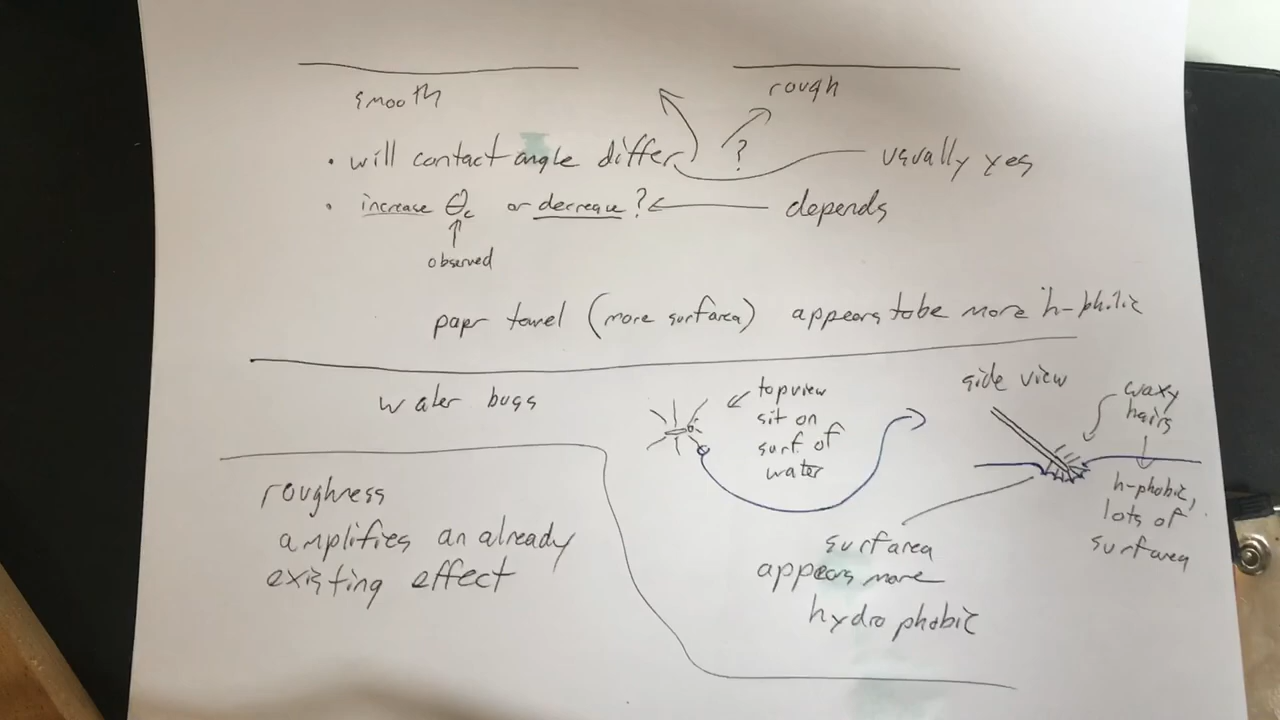 smooth
rough
• will contact angle differ ?
usually yes
• increase θc or decrease ?
depends
observed
paper towel (more surfarea) appears to be more h-philic
water bugs
top view
sit on
surf. of
water
side view
waxy
hairs
h-phobic,
lots of
surfarea
roughness
amplifies an already
existing effect
surfarea
appears more
hydrophobic